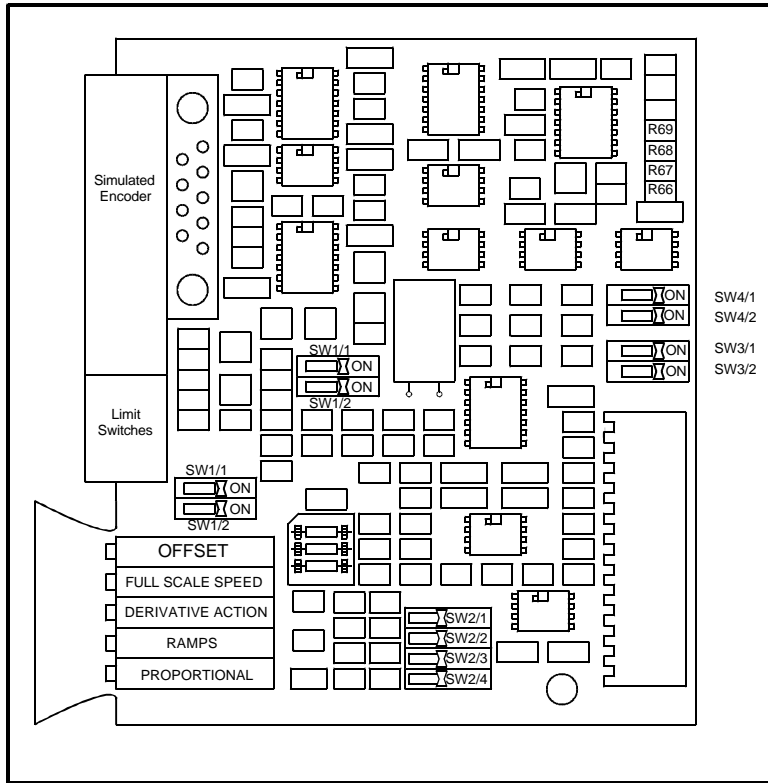 Simulated
Encoder
R69
R68
R67
R66
ON SW4/1
ON SW4/2
ON SW3/1
ON SW3/2
SW1/1
ON
ON
SW1/2
Limit
Switches
SW1/1
ON
ON
SW1/2
OFFSET
FULL SCALE SPEED
DERIVATIVE ACTION
RAMPS
PROPORTIONAL
SW2/1
SW2/2
SW2/3
SW2/4